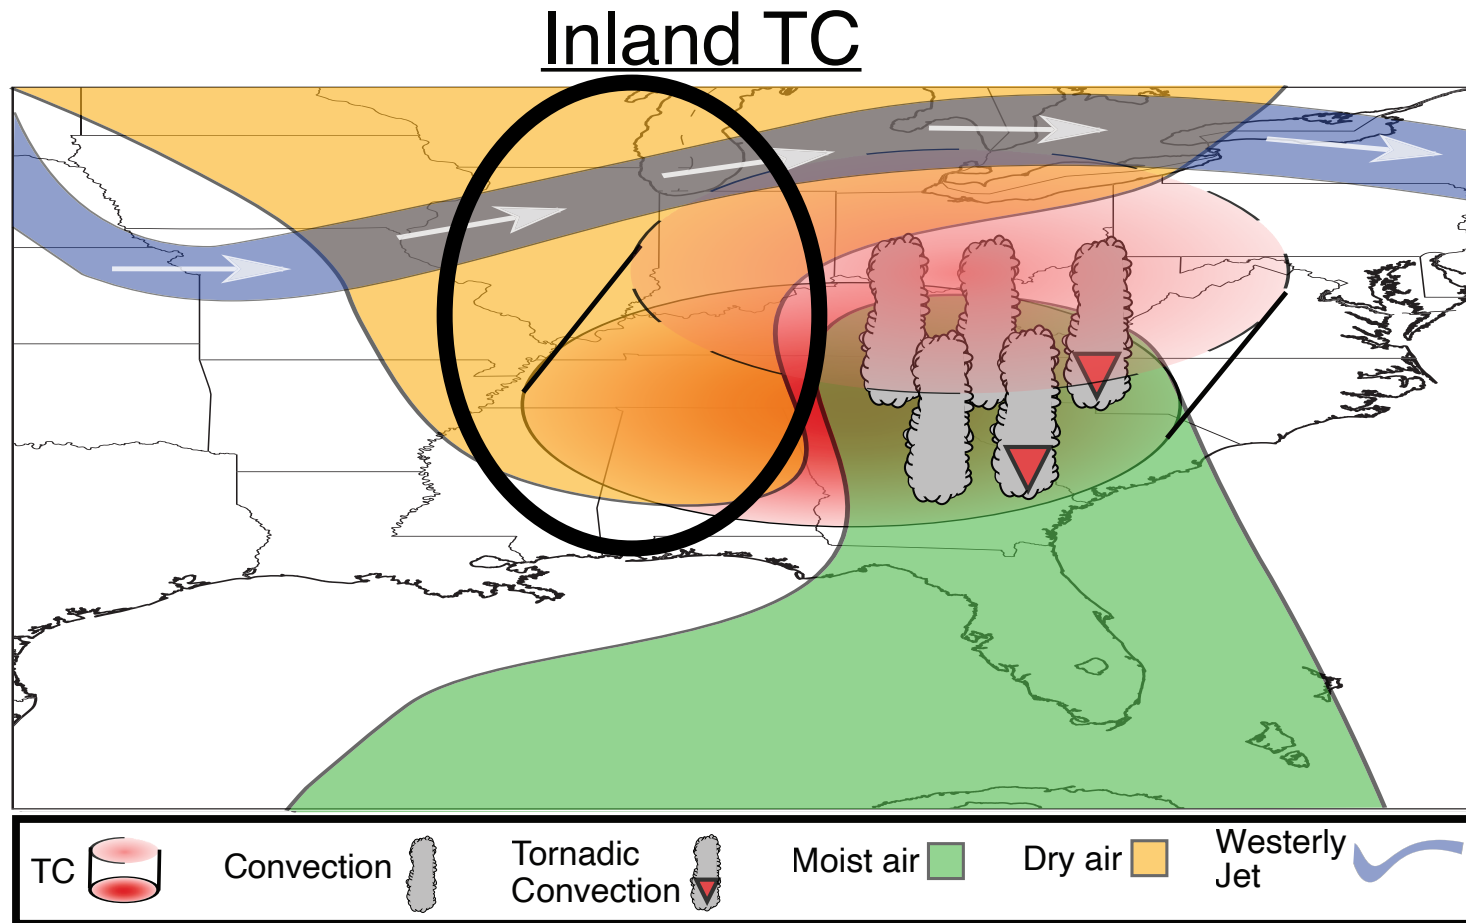 Inland TC
TC
Convection
Tornadic
Convection
Moist air
Dry air
Westerly
Jet